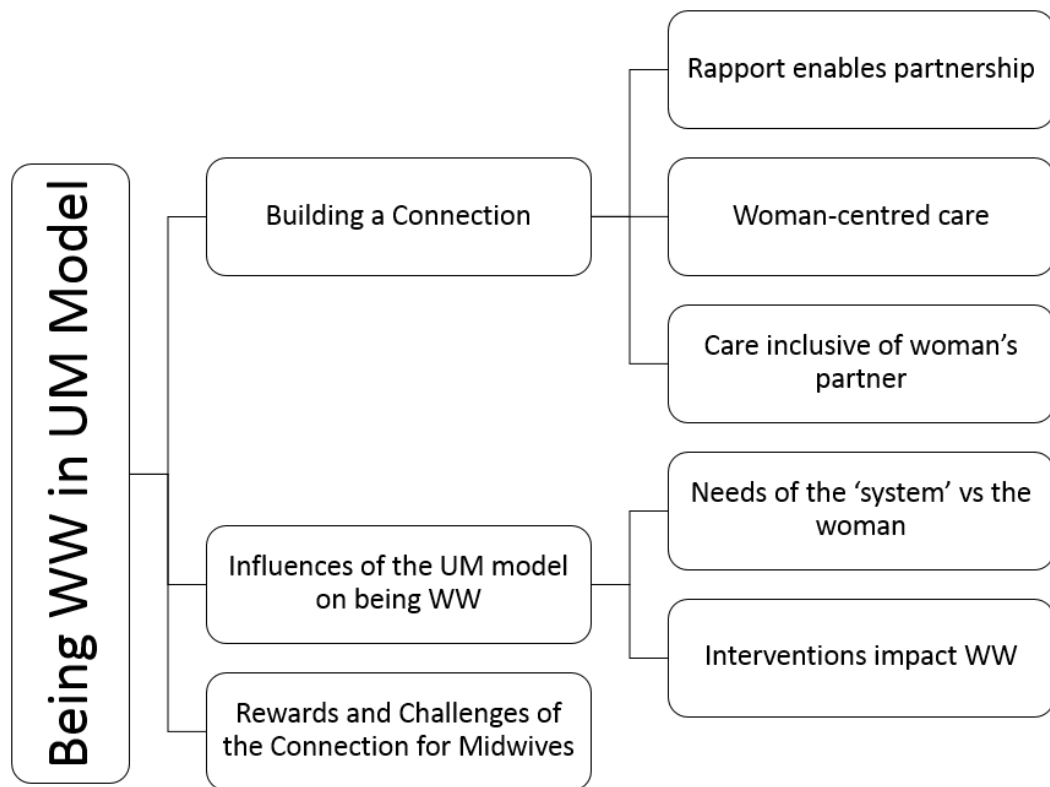 Being WW in UM Model
Building a Connection
Rapport enables partnership
Woman-centred care
Care inclusive of woman’s
partner
Influences of the UM model
on being WW
Needs of the ‘system’ vs the
woman
Interventions impact WW
Rewards and Challenges of
the Connection for Midwives